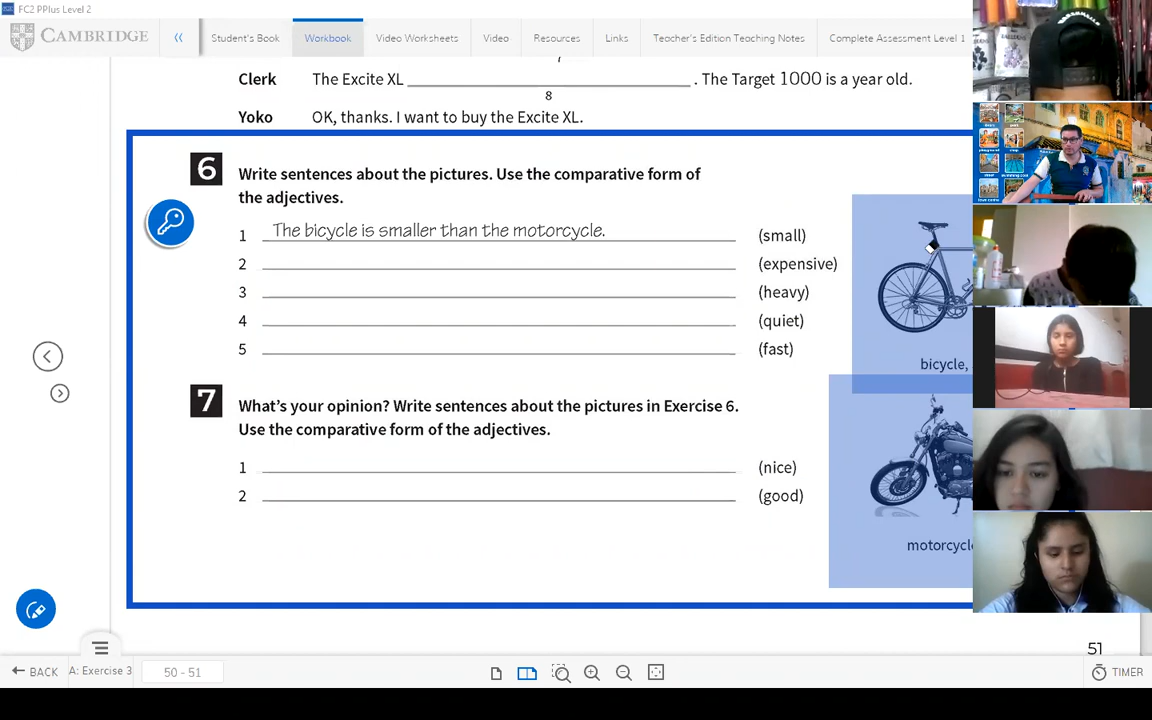 FC2 PPlus Level 2
CAMBRIDGE
Student's Book
Workbook
Video Worksheets
Video
Resources
Links
Teacher's Edition Teaching Notes
Complete Assessment Level 1
Clerk The Excite XL ____ . The Target 1000 is a year old.
8
Yoko OK, thanks. I want to buy the Excite XL.
6 Write sentences about the pictures. Use the comparative form of
the adjectives.
1 The bicycle is smaller than the motorcycle. (small)
2 (expensive)
3 (heavy)
4 (quiet)
5 (fast)
bicycle,
7 What's your opinion? Write sentences about the pictures in Exercise 6.
Use the comparative form of the adjectives.
1 (nice)
2 (good)
motorcycle
51
BACK
A: Exercise 3
50 - 51
TIMER